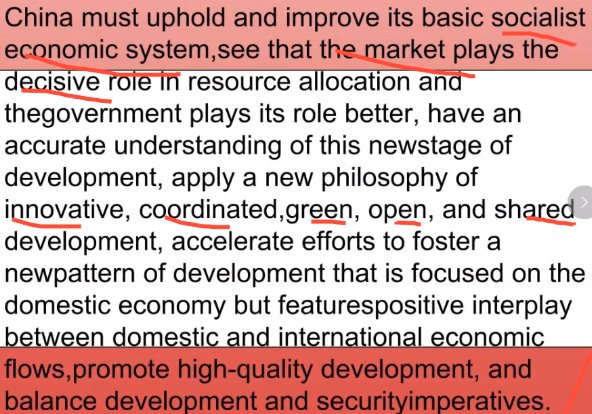 China must uphold and improve its basic socialist
economic system,see that the market plays the
decisive role in resource allocation and
thegovernment plays its role better, have an
accurate understanding of this newstage of
development, apply a new philosophy of
innovative, coordinated,green, open, and shared
development, accelerate efforts to foster a
newpattern of development that is focused on the
domestic economy but featurespositive interplay
between domestic and international economic
flows,promote high-quality development, and
balance development and securityimperatives.